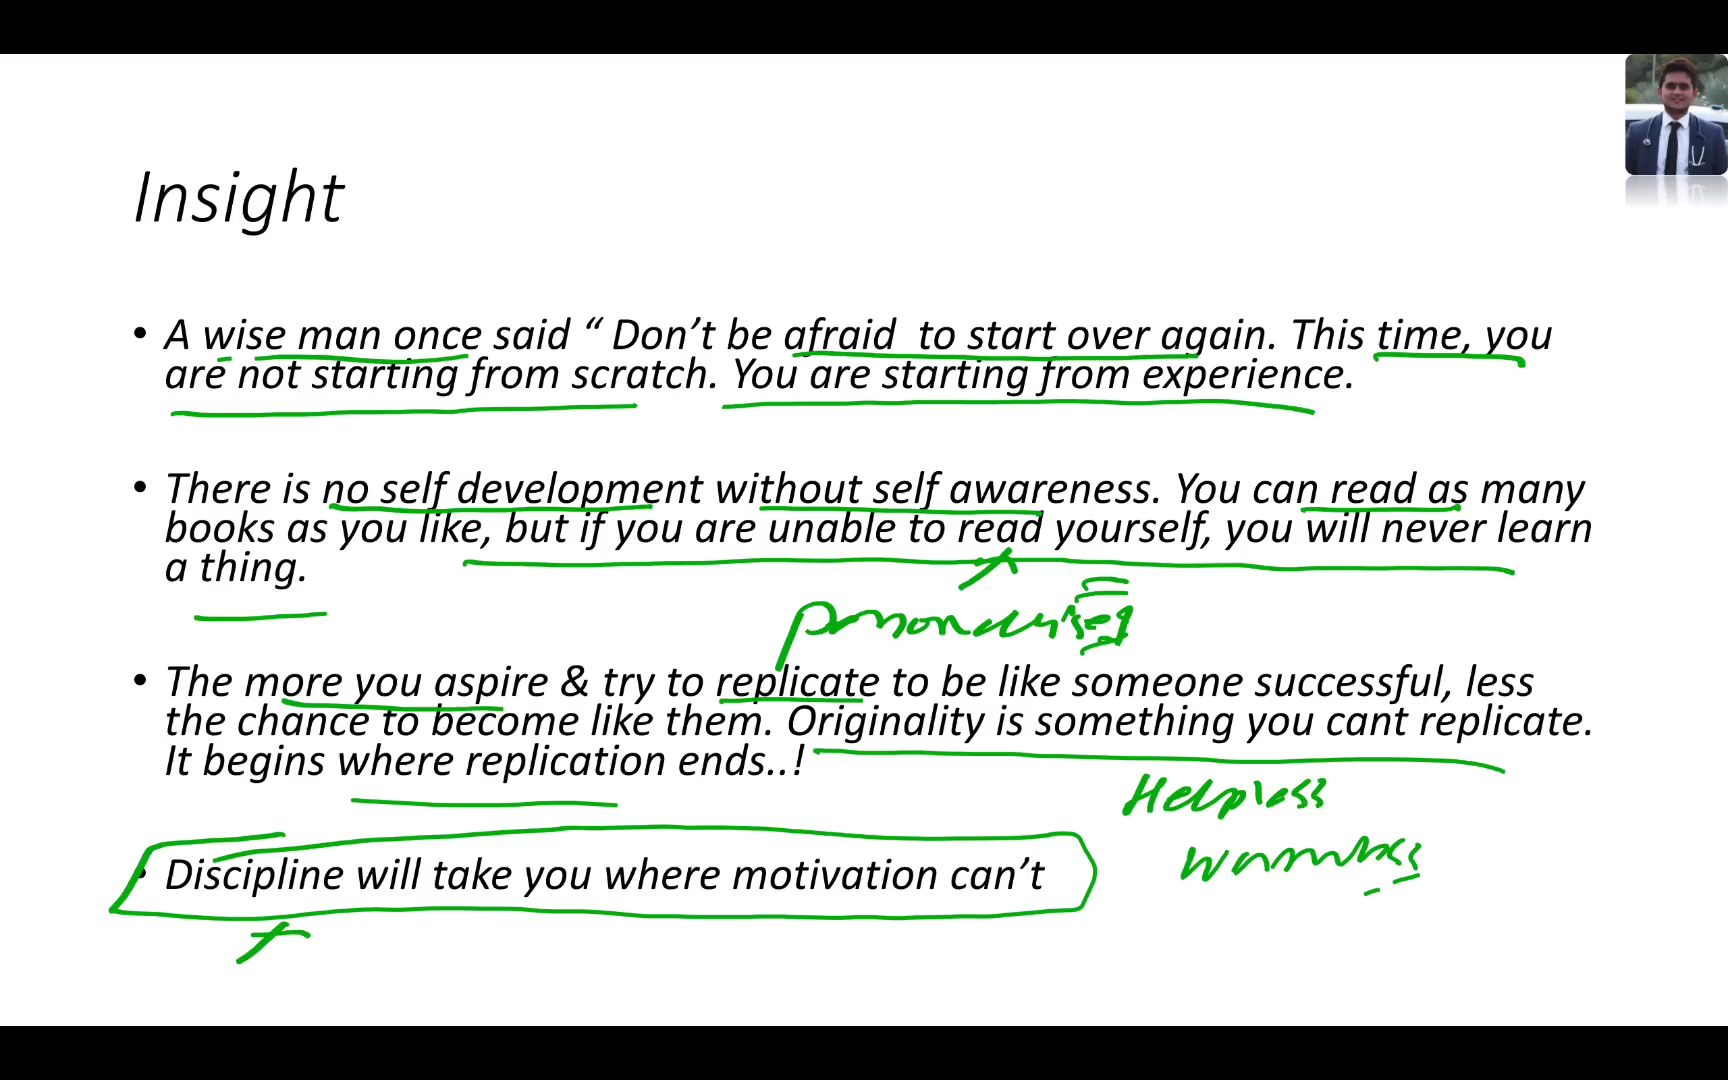 Insight
• A wise man once said “ Don’t be afraid  to start over again. This time, you
are not starting from scratch. You are starting from experience.
• There is no self development without self awareness. You can read as many
books as you like, but if you are unable to read yourself, you will never learn
a thing.
• The more you aspire & try to replicate to be like someone successful, less
the chance to become like them. Originality is something you cant replicate.
It begins where replication ends..!
Helpless
• Discipline will take you where motivation can’t